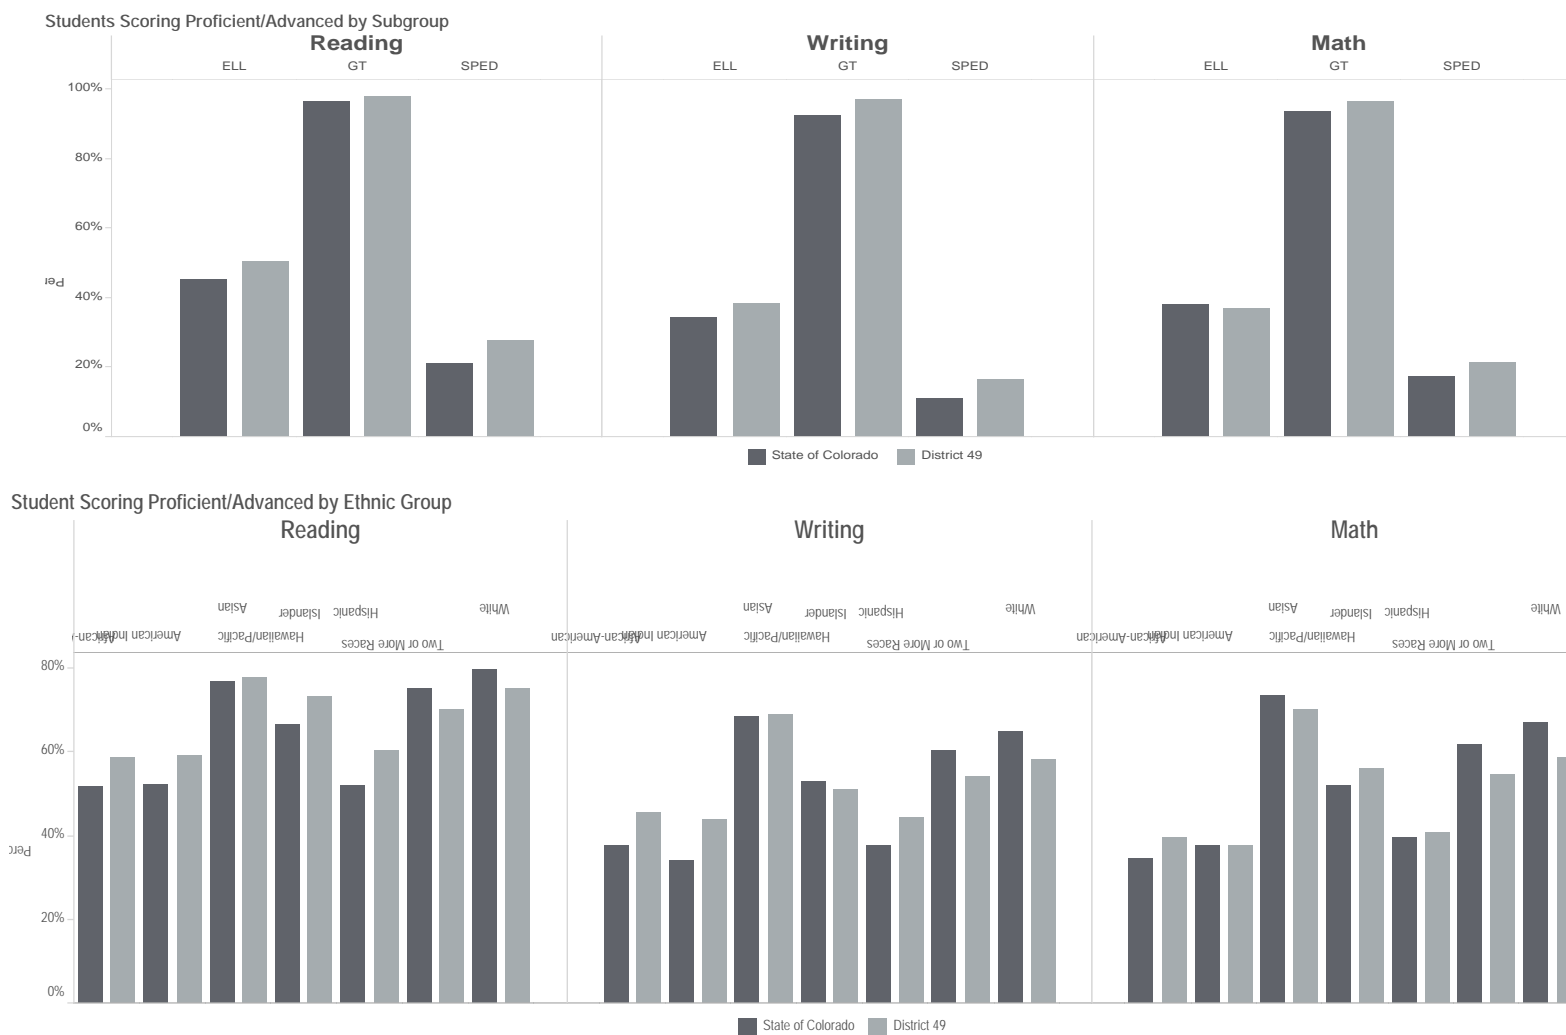 Students Scoring Proficient/Advanced by Subgroup
Reading Writing Math
ELL GT SPED ELL GT SPED ELL GT SPED
100%
80%
60%
Per
40%
20%
0%
State of Colorado District 49
Student Scoring Proficient/Advanced by Ethnic Group
Reading Writing Math
Asian Islander Hispanic White Asian Islander Hispanic White Asian Islander Hispanic White
African- American Indian Hawaiian/Pacific Two or More Races African-American American Indian Hawaiian/Pacific Two or More Races African-American American Indian Hawaiian/Pacific Two or More Races
80%
60%
40%
Perc
20%
0%
State of Colorado District 49